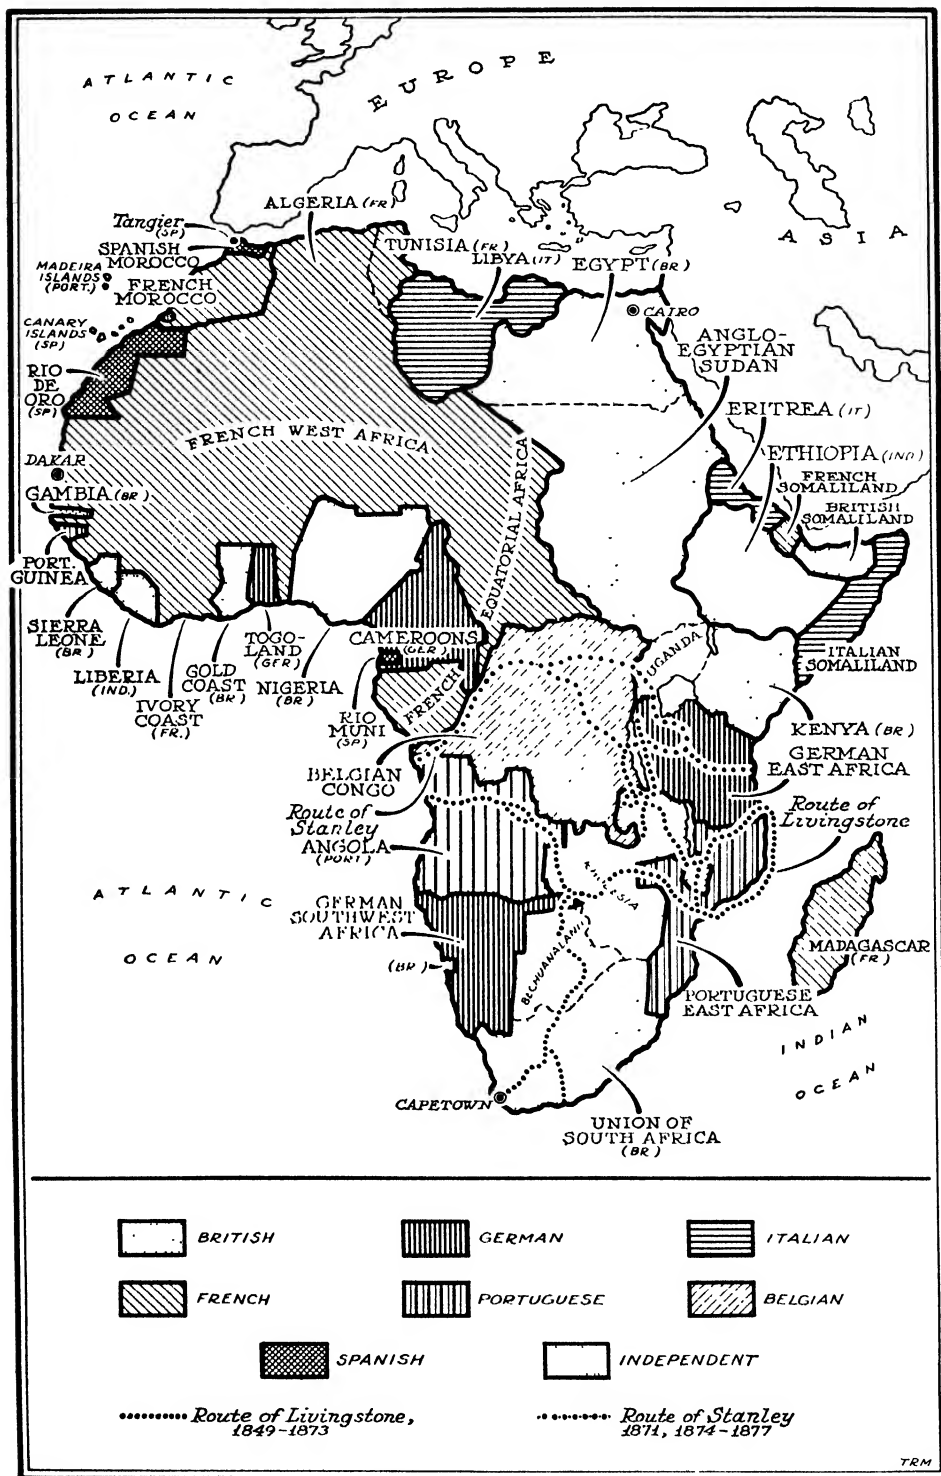 ATLANTIC
OCEAN
EUROPE
ASIA
ALGERIA (FR)
Tangier
(SP)
SPANISH
MOROCCO
MADEIRA
ISLANDS
(PORT.)
FRENCH
MOROCCO
TUNISIA (FR)
LIBYA (IT)
EGYPT (BR)
CAIRO
CANARY
ISLANDS
(SP)
ANGLO-
EGYPTIAN
SUDAN
RIO
DE
ORO
(SP)
ERITREA (IT)
FRENCH WEST AFRICA
ETHIOPIA (IND)
DAKAR
FRENCH
SOMALILAND
GAMBIA (BR)
BRITISH
SOMALILAND
EQUATORIAL AFRICA
PORT.
GUINEA
SIERRA
LEONE
(BR)
LIBERIA
(IND.)
IVORY
COAST
(FR.)
GOLD
COAST
(BR)
TOGO-
LAND
(GER)
NIGERIA
(BR)
CAMEROONS
(GER)
RIO
MUNI
(SP)
FRENCH
UGANDA
ITALIAN
SOMALILAND
KENYA (BR)
BELGIAN
CONGO
GERMAN
EAST AFRICA
Route of
Stanley
Route of
Livingstone
ANGOLA
(PORT)
ATLANTIC
OCEAN
GERMAN
SOUTHWEST
AFRICA
(BR)
BECHUANALAND
MADAGASCAR
(FR)
PORTUGUESE
EAST AFRICA
INDIAN
OCEAN
CAPETOWN
UNION OF
SOUTH AFRICA
(BR)
BRITISH
GERMAN
ITALIAN
FRENCH
PORTUGUESE
BELGIAN
SPANISH
INDEPENDENT
Route of Livingstone,
1849-1873
Route of Stanley
1871, 1874-1877
TRM